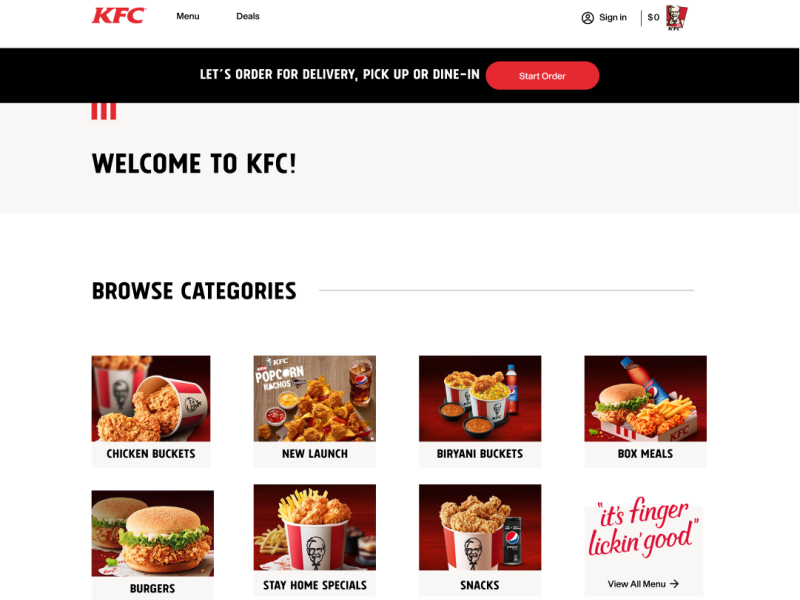 KFC
Menu
Deals
Sign in
$0
KFC
LET'S ORDER FOR DELIVERY, PICK UP OR DINE-IN
Start Order
WELCOME TO KFC!
BROWSE CATEGORIES
KFC
POPCORN
NACHOS
KFC
CHICKEN BUCKETS
NEW LAUNCH
BIRYANI BUCKETS
BOX MEALS
"it's finger
lickin' good"
BURGERS
STAY HOME SPECIALS
SNACKS
View All Menu →